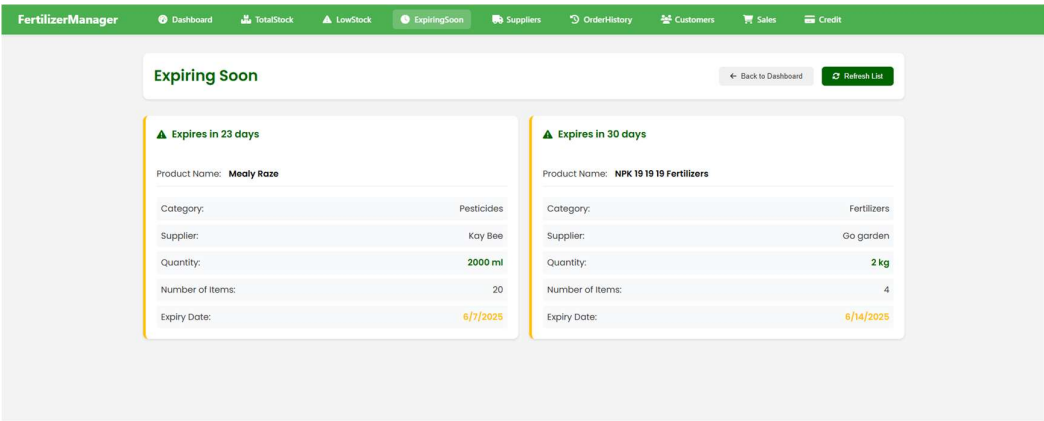 FertilizerManager Dashboard TotalStock LowStock ExpiringSoon Suppliers OrderHistory Customers Sales Credit
Expiring Soon
Back to Dashboard Refresh List
Expires in 23 days
Product Name: Mealy Raze
Category: Pesticides
Supplier: Kay Bee
Quantity: 2000 ml
Number of Items: 20
Expiry Date: 6/7/2025
Expires in 30 days
Product Name: NPK 19 19 19 Fertilizers
Category: Fertilizers
Supplier: Go garden
Quantity: 2 kg
Number of Items: 4
Expiry Date: 6/14/2025